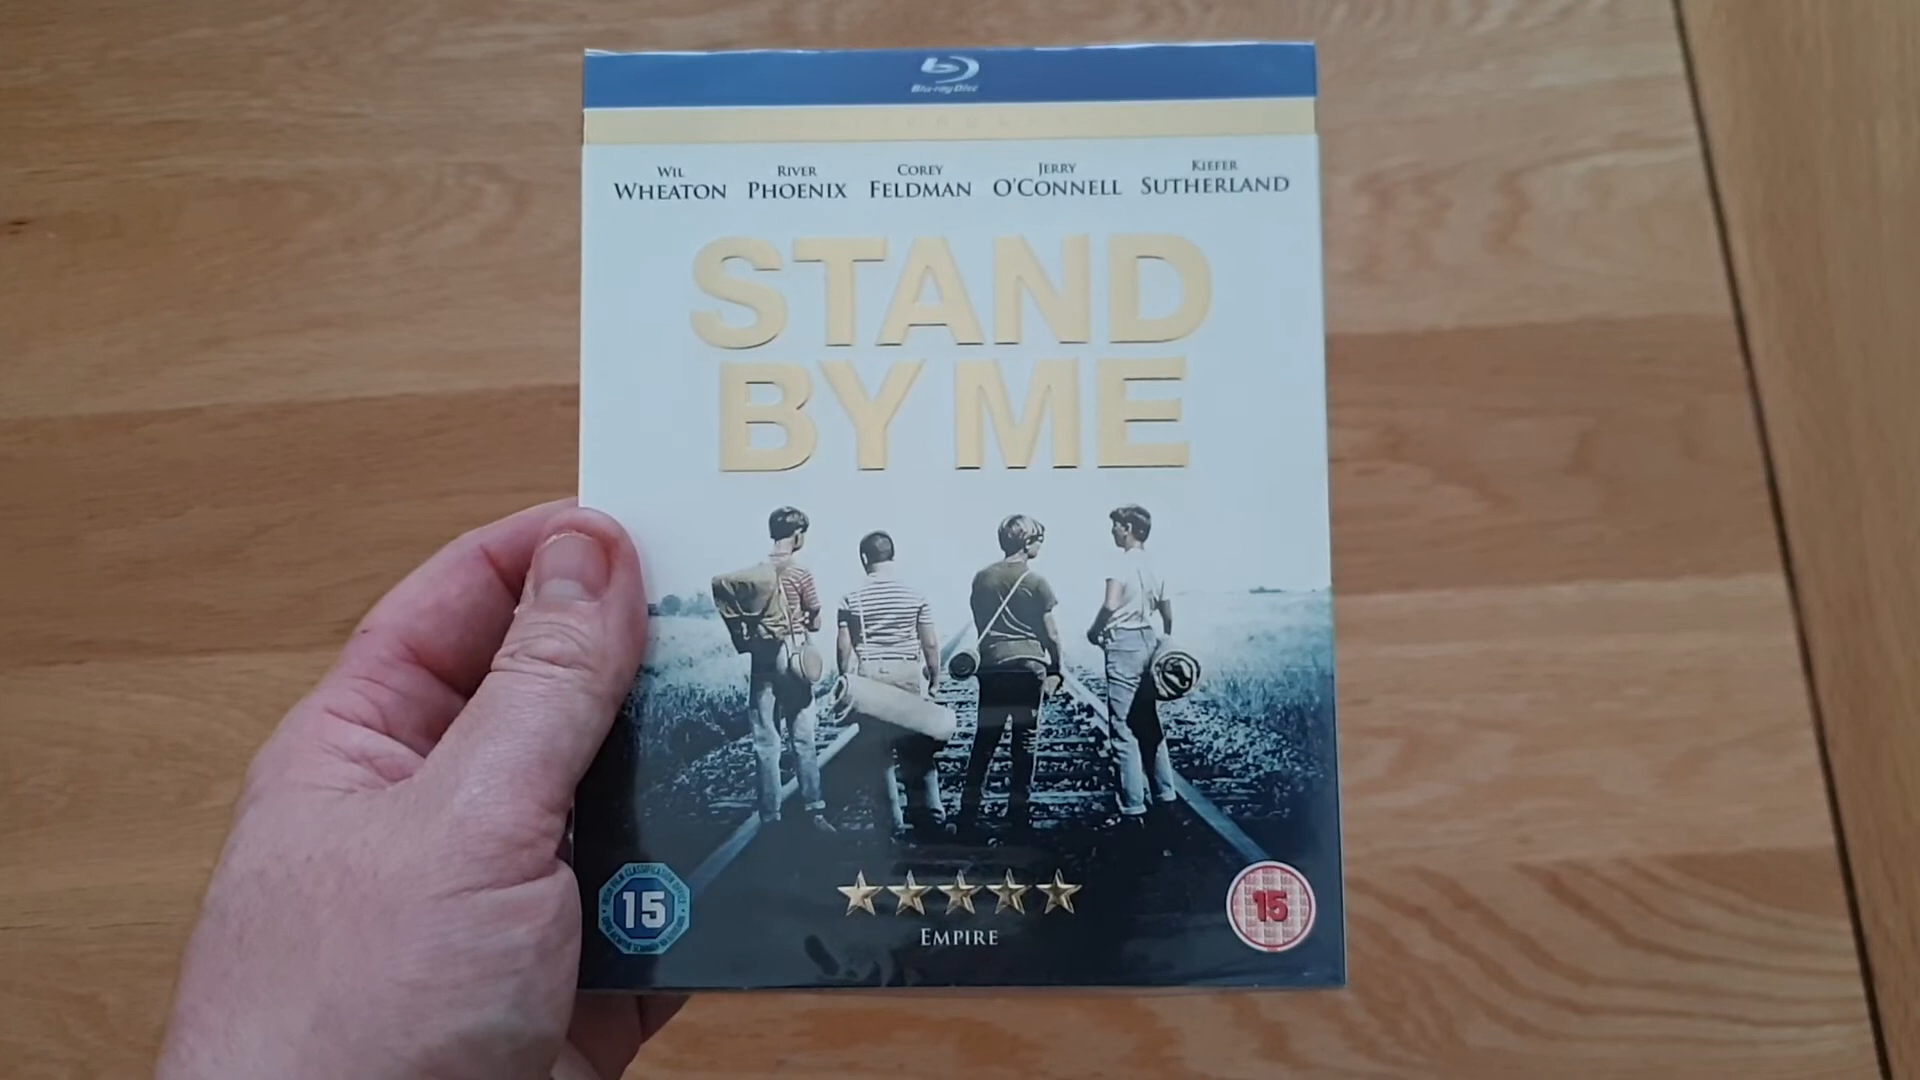 Blu-ray Disc
WIL WHEATON
RIVER PHOENIX
COREY FELDMAN
JERRY O'CONNELL
KIEFER SUTHERLAND
STAND
BY ME
15
EMPIRE
15